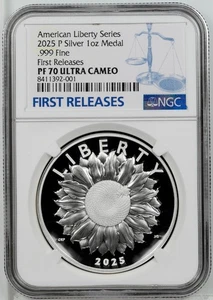 American Liberty Series
2025 P Silver 1oz Medal
.999 Fine
First Releases
PF 70 ULTRA CAMEO
8411392-001
FIRST RELEASES
NGC
LIBERTY
2025